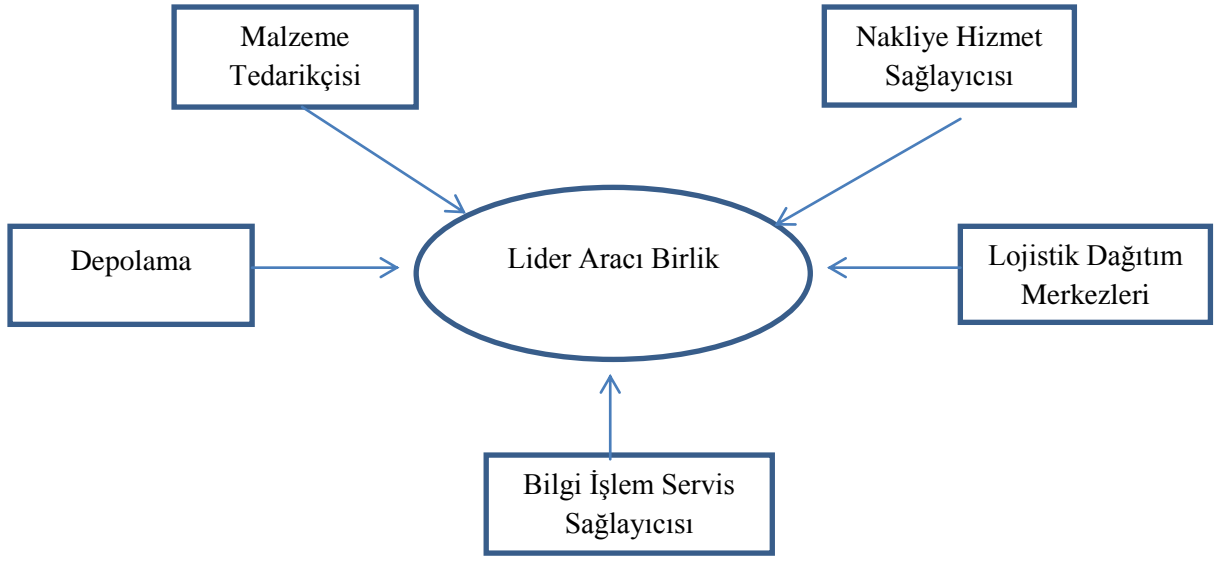 Malzeme
Tedarikçisi
Nakliye Hizmet
Sağlayıcısı
Depolama
Lider Aracı Birlik
Lojistik Dağıtım
Merkezleri
Bilgi İşlem Servis
Sağlayıcısı